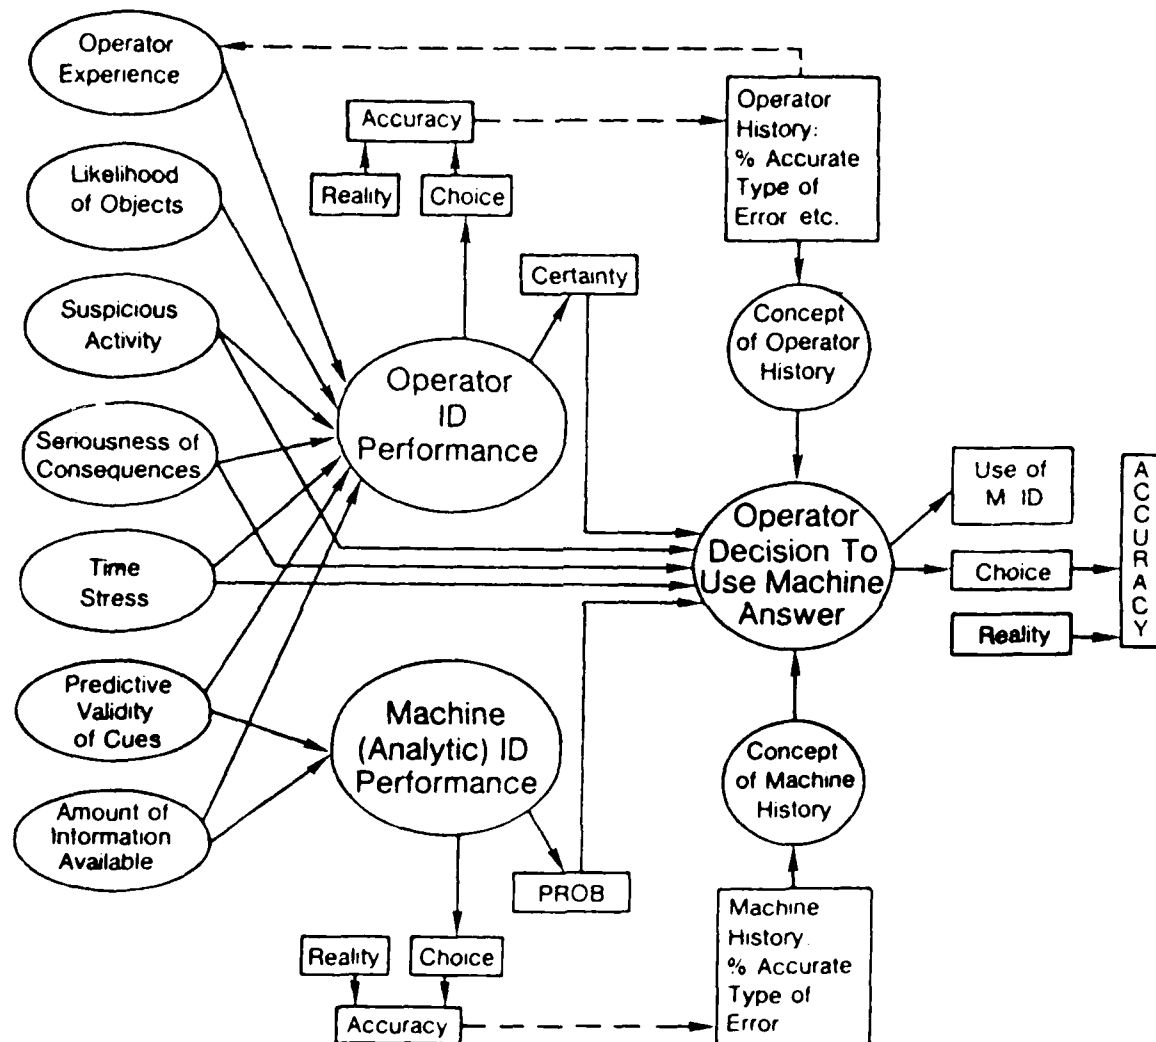 Operator
Experience
Likelihood
of Objects
Suspicious
Activity
Seriousness of
Consequences
Time
Stress
Predictive
Validity
of Cues
Amount of
Information
Available
Accuracy
Reality
Choice
Certainty
Operator
ID
Performance
Machine
(Analytic) ID
Performance
PROB
Reality
Choice
Accuracy
Operator
History:
% Accurate
Type of
Error etc.
Concept
of Operator
History
Operator
Decision To
Use Machine
Answer
Concept
of Machine
History
Machine
History
% Accurate
Type of
Error
Use of
M ID
Choice
Reality
ACCURACY